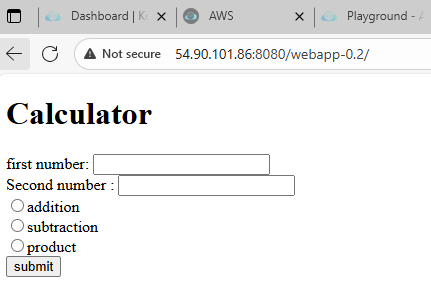 Dashboard | K
AWS
Playground -
Not secure 54.90.101.86:8080/webapp-0.2/
Calculator
first number:
Second number :
addition
subtraction
product
submit